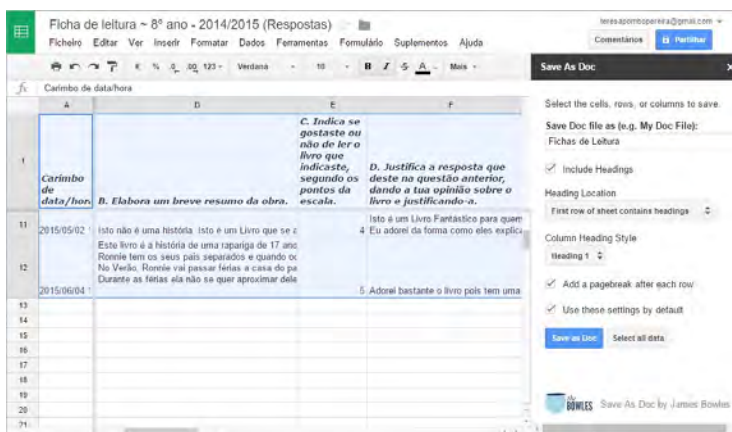 Ficha de leitura ~ 8º ano - 2014/2015 (Respostas)
teresapombopereira@gmail.com
Ficheiro Editar Ver Inserir Formatar Dados Ferramentas Formulário Suplementos Ajuda
Comentários Partilhar
€ % .0 .00 123 Verdana 10 B I S A Mais
Save As Doc x
fx Carimbo de data/hora
A D E F
1
Carimbo
de
data/hora
B. Elabora um breve resumo da obra.
C. Indica se
gostaste ou
não de ler o
livro que
indicaste,
segundo os
pontos da
escala.
D. Justifica a resposta que
deste na questão anterior,
dando a tua opinião sobre o
livro e justificando-a.
11 2015/05/02 Isto não é uma história. Isto é um Livro que se a 4
Isto é um Livro Fantástico para quem
Eu adorei da forma como eles explica
12 2015/06/04
Este livro é a história de uma rapariga de 17 ano
Ronnie tem os seus pais separados e quando oc
No Verão, Ronnie vai passar férias a casa do pa
Durante as férias ela não se quer aproximar dele
5 Adorei bastante o livro pois tem uma
13
14
15
16
17
18
19
20
21
Select the cells, rows, or columns to save.
Save Doc file as (e.g. My Doc File):
Fichas de Leitura
Include Headings
Heading Location
First row of sheet contains headings
Column Heading Style
Heading 1
Add a pagebreak after each row
Use these settings by default
Save as Doc Select all data
BOWLES Save As Doc by James Bowles